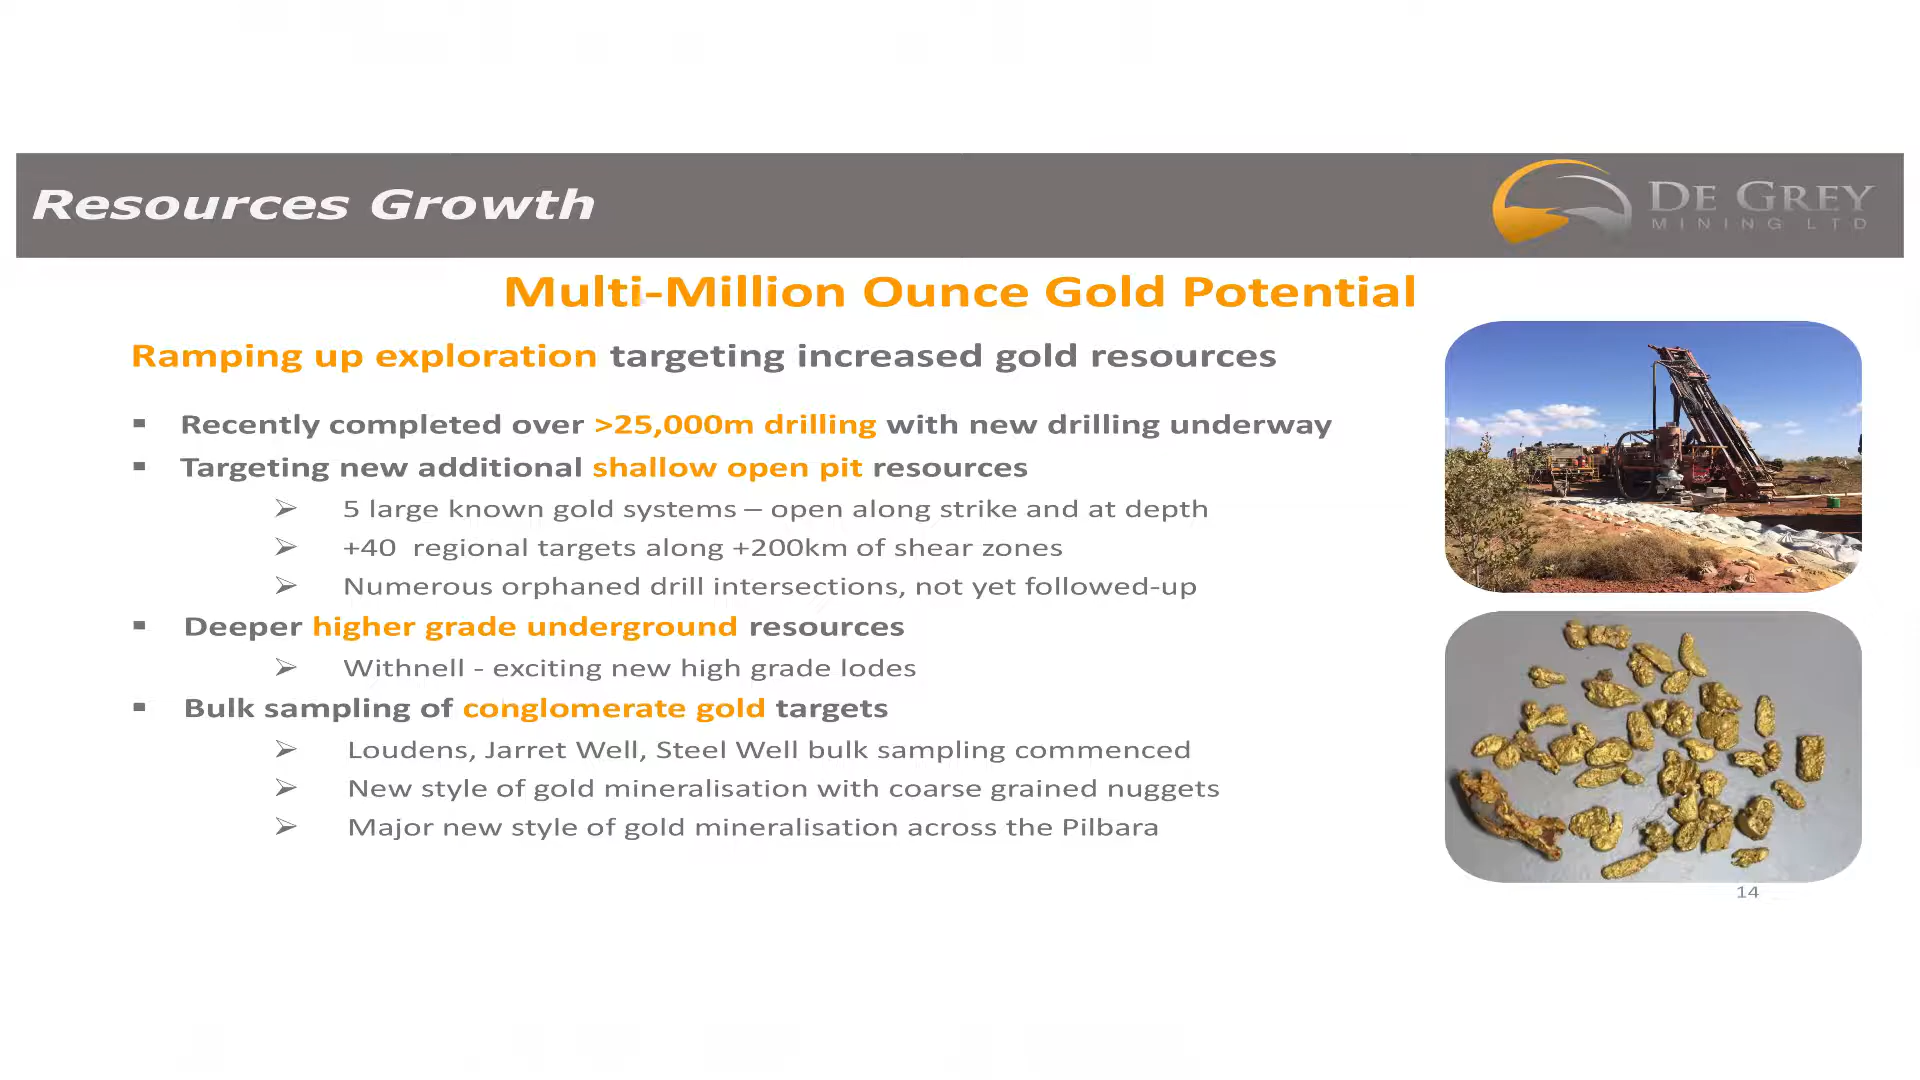 Resources Growth
DE GREY
MINING LTD
Multi-Million Ounce Gold Potential
Ramping up exploration targeting increased gold resources
▪ Recently completed over >25,000m drilling with new drilling underway
▪ Targeting new additional shallow open pit resources
➢ 5 large known gold systems – open along strike and at depth
➢ +40 regional targets along +200km of shear zones
➢ Numerous orphaned drill intersections, not yet followed-up
▪ Deeper higher grade underground resources
➢ Withnell - exciting new high grade lodes
▪ Bulk sampling of conglomerate gold targets
➢ Loudens, Jarret Well, Steel Well bulk sampling commenced
➢ New style of gold mineralisation with coarse grained nuggets
➢ Major new style of gold mineralisation across the Pilbara
14